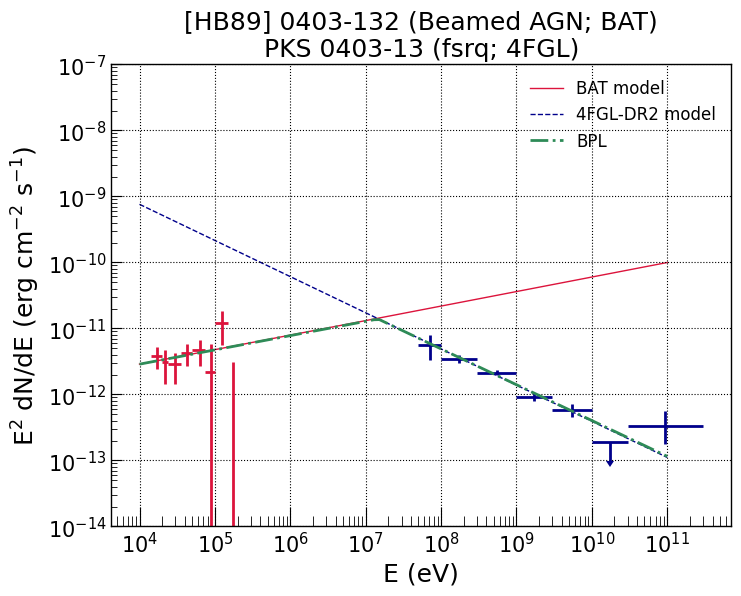 [HB89] 0403-132 (Beamed AGN; BAT)
PKS 0403-13 (fsrq; 4FGL)
BAT model
4FGL-DR2 model
BPL
E² dN/dE (erg cm⁻² s⁻¹)
10⁻⁷
10⁻⁸
10⁻⁹
10⁻¹⁰
10⁻¹¹
10⁻¹²
10⁻¹³
10⁻¹⁴
10⁴ 10⁵ 10⁶ 10⁷ 10⁸ 10⁹ 10¹⁰ 10¹¹
E (eV)